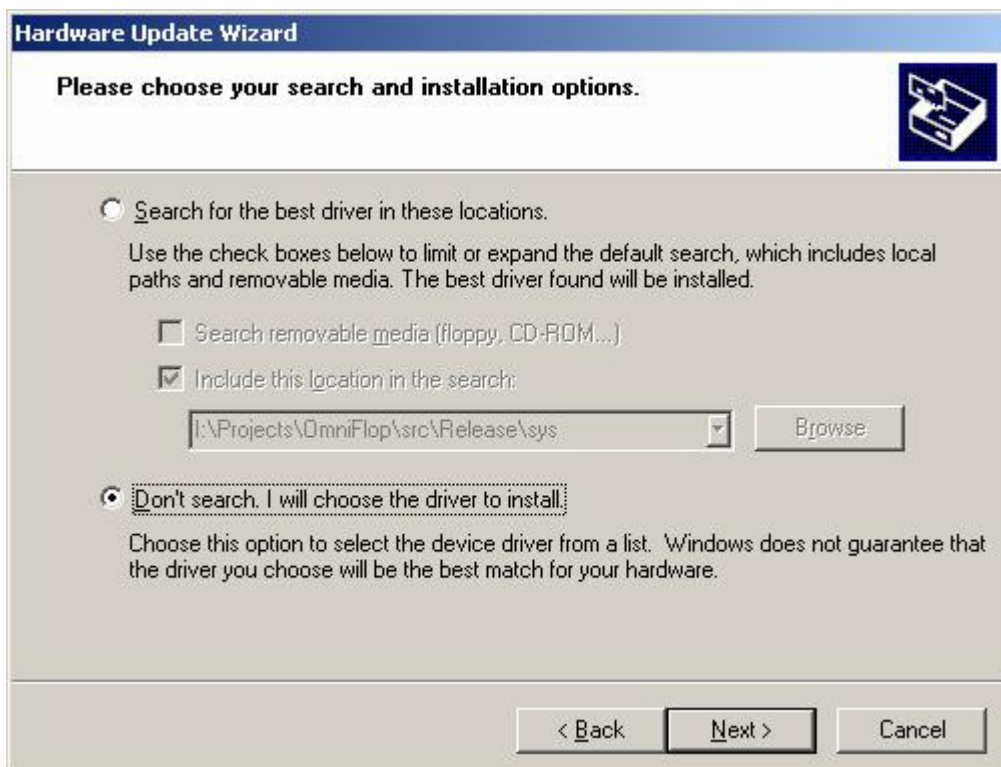 Hardware Update Wizard
Please choose your search and installation options.
Search for the best driver in these locations.
Use the check boxes below to limit or expand the default search, which includes local
paths and removable media. The best driver found will be installed.
Search removable media (floppy, CD-ROM...)
Include this location in the search:
I:\Projects\OmniFlop\src\Release\sys
Browse
Don't search. I will choose the driver to install.
Choose this option to select the device driver from a list. Windows does not guarantee that
the driver you choose will be the best match for your hardware.
< Back
Next >
Cancel